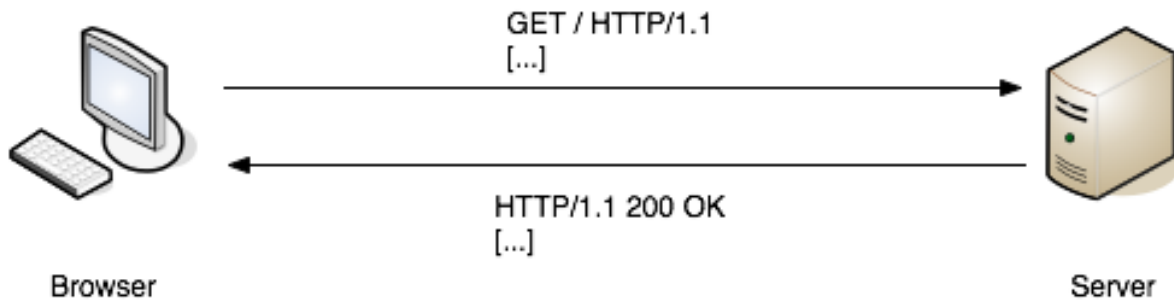 GET / HTTP/1.1
[...]
HTTP/1.1 200 OK
[...]
Browser
Server